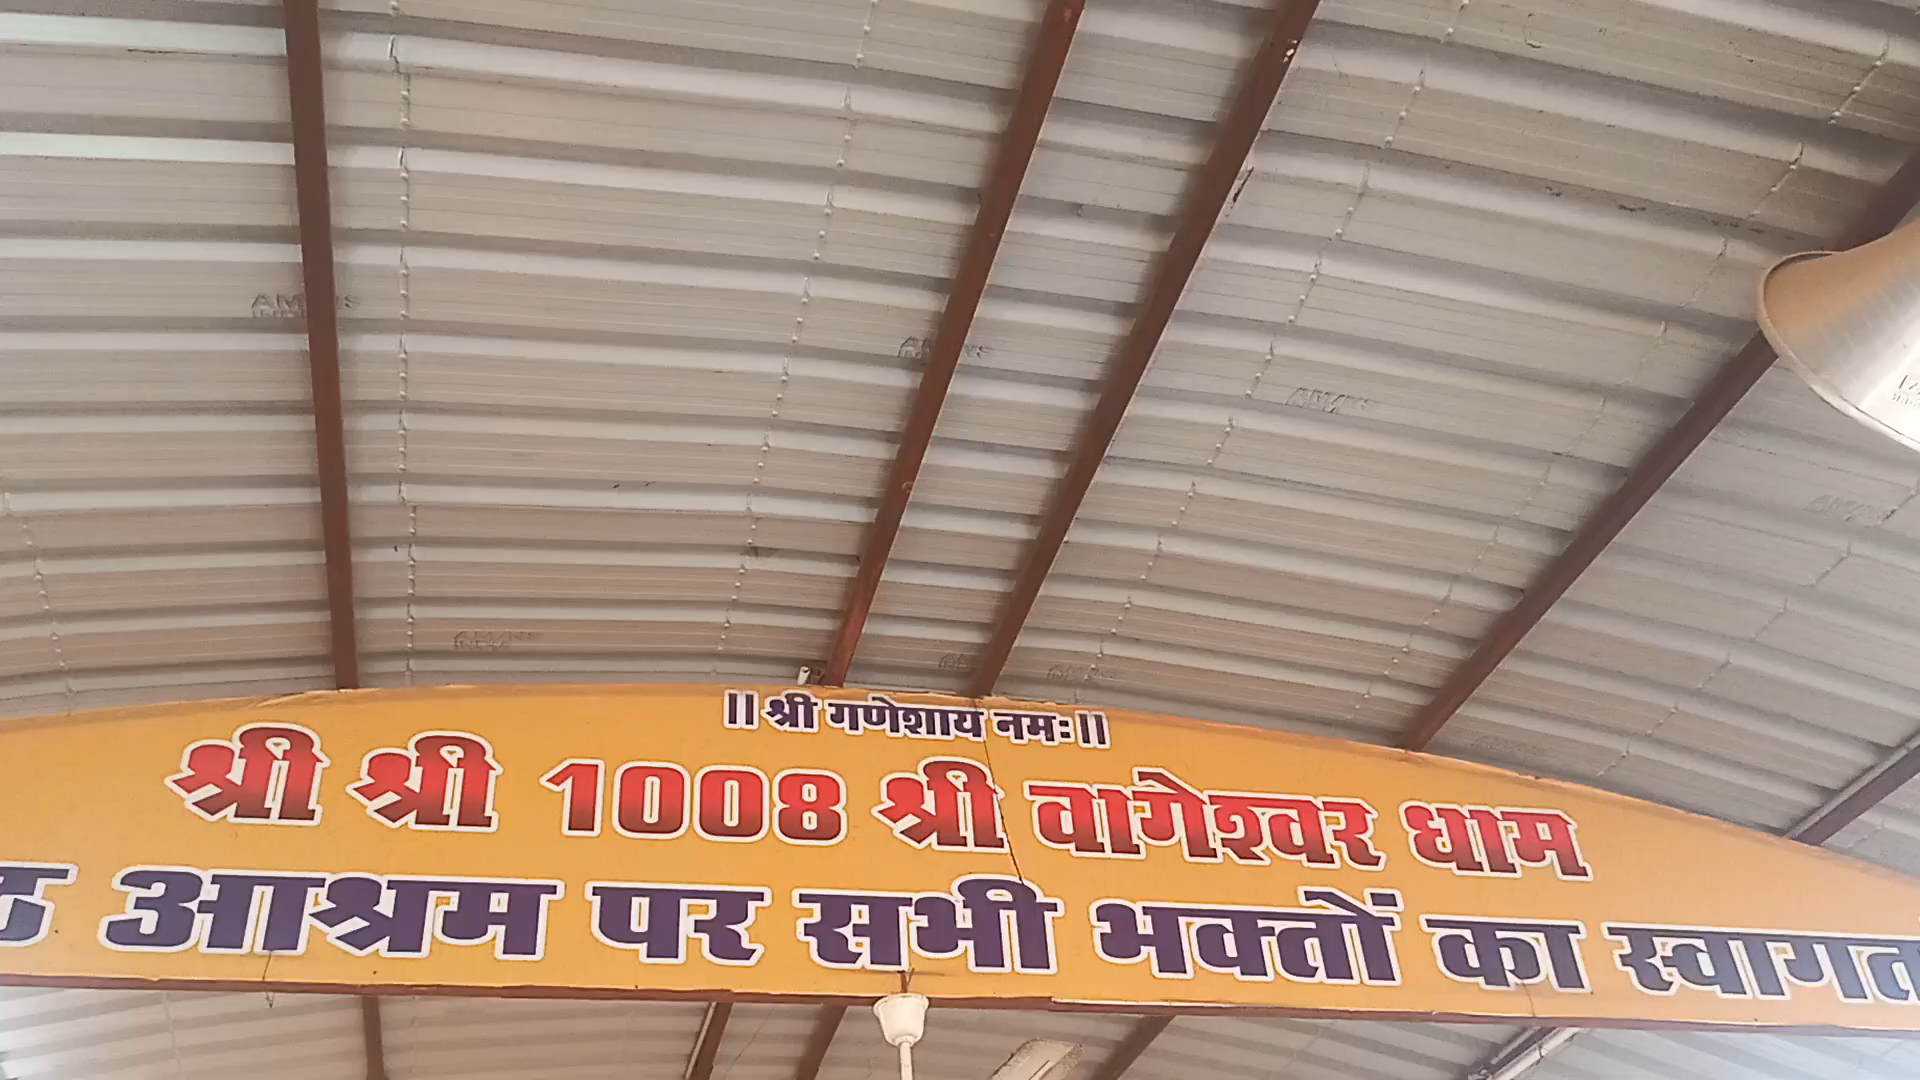 ॥ श्री गणेशाय नमः ॥
श्री श्री 1008 श्री वागेश्वर धाम
आश्रम पर सभी भक्तों का स्वागत